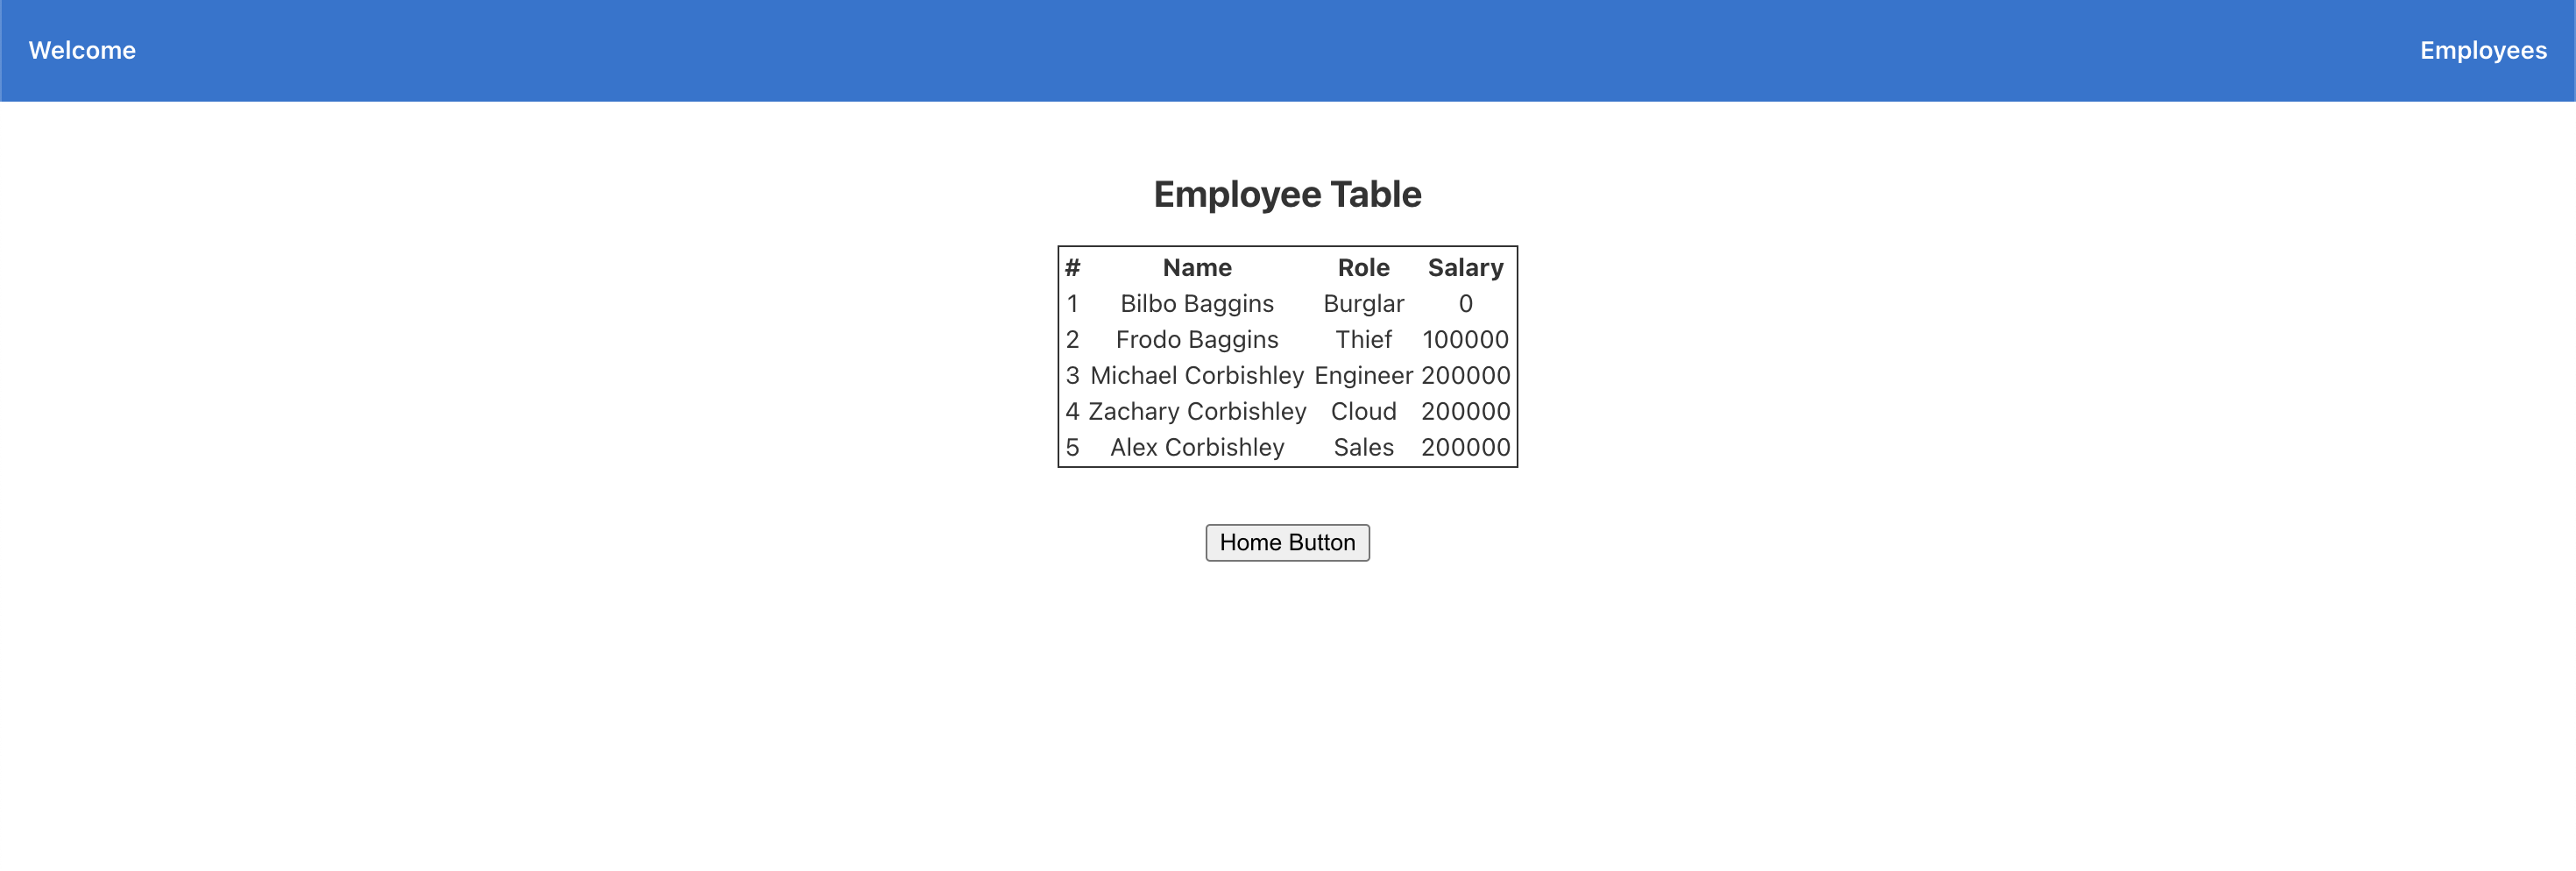 Welcome Employees
Employee Table
# Name Role Salary
1 Bilbo Baggins Burglar 0
2 Frodo Baggins Thief 100000
3 Michael Corbishley Engineer 200000
4 Zachary Corbishley Cloud 200000
5 Alex Corbishley Sales 200000
Home Button